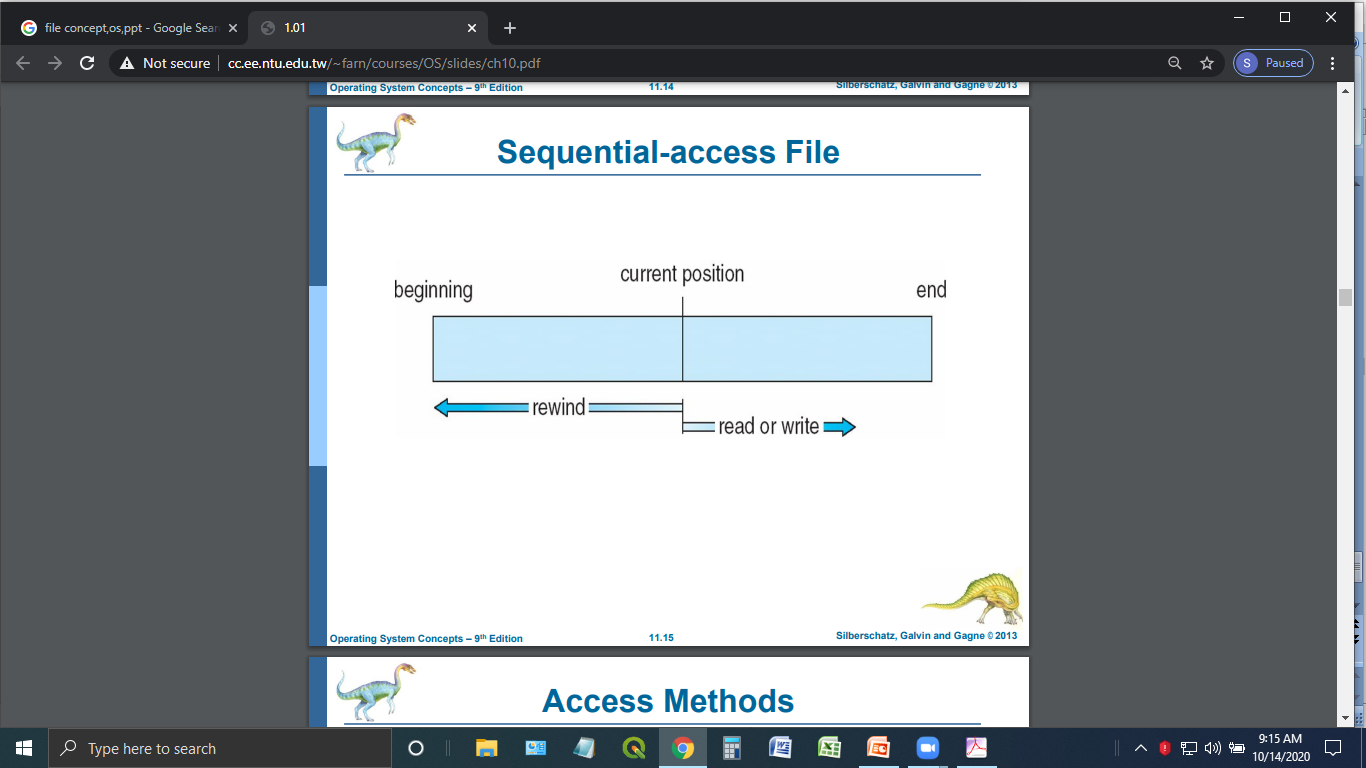 file concept,os,ppt - Google Sear
1.01
Not secure
cc.ee.ntu.edu.tw/~farn/courses/OS/slides/ch10.pdf
S Paused
Operating System Concepts – 9th Edition 11.14 Silberschatz, Galvin and Gagne ©2013
Sequential-access File
current position
beginning end
rewind
read or write
Operating System Concepts – 9th Edition 11.15 Silberschatz, Galvin and Gagne ©2013
Access Methods
Type here to search
9:15 AM
10/14/2020